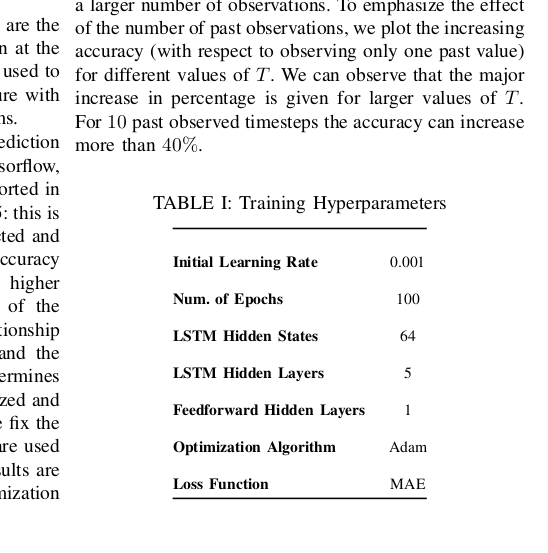 are the
n at the
used to
ure with
ns.
ediction
sorflow,
orted in
5: this is
cted and
ccuracy
higher
of the
tionship
and the
ermines
zed and
e fix the
are used
sults are
mization
a larger number of observations. To emphasize the effect
of the number of past observations, we plot the increasing
accuracy (with respect to observing only one past value)
for different values of T. We can observe that the major
increase in percentage is given for larger values of T.
For 10 past observed timesteps the accuracy can increase
more than 40%.
TABLE I: Training Hyperparameters
Initial Learning Rate 0.001
Num. of Epochs 100
LSTM Hidden States 64
LSTM Hidden Layers 5
Feedforward Hidden Layers 1
Optimization Algorithm Adam
Loss Function MAE